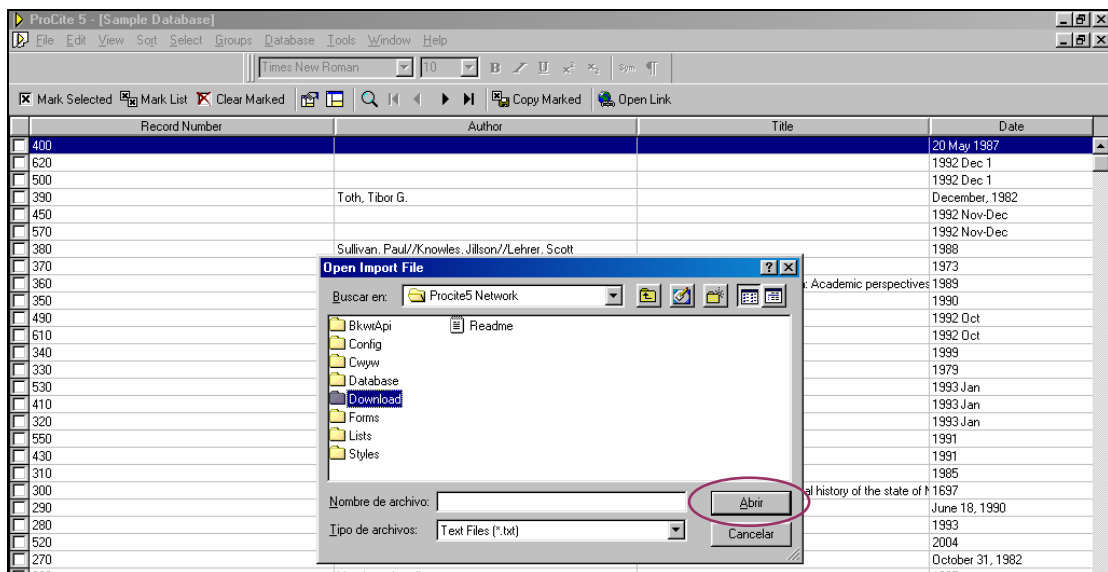 ProCite 5 - [Sample Database]
File Edit View Sort Select Groups Database Tools Window Help
Times New Roman 10 B I U x² x₂ Sym ¶
Mark Selected Mark List Clear Marked Copy Marked Open Link
Record Number Author Title Date
400 20 May 1987
620 1992 Dec 1
500 1992 Dec 1
390 Toth, Tibor G. December, 1982
450 1992 Nov-Dec
570 1992 Nov-Dec
380 Sullivan, Paul//Knowles, Jillson//Lehrer, Scott 1988
370 1973
360 : Academic perspectives 1989
350 1990
490 1992 Oct
610 1992 Oct
340 1999
330 1979
530 1993 Jan
410 1993 Jan
320 1993 Jan
550 1991
430 1991
310 1985
300 al history of the state of N 1697
290 June 18, 1990
280 1993
520 2004
270 October 31, 1982
Open Import File
Buscar en: Procite5 Network
BkwrApi Readme
Config
Cwyw
Database
Download
Forms
Lists
Styles
Nombre de archivo: Abrir
Tipo de archivos: Text Files (*.txt) Cancelar